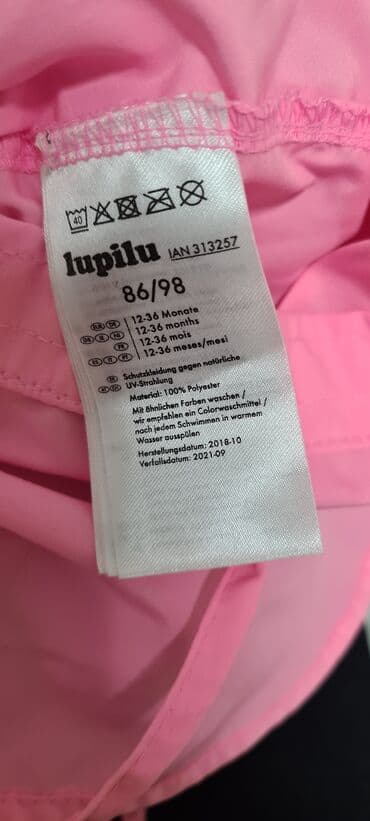 40
lupilu IAN 313257
86/98
12-36 Monate
12-36 months
12-36 mois
12-36 meses/mesi
Schutzkleidung gegen natürliche
UV-Strahlung
Material: 100% Polyester
Mit ähnlichen Farben waschen /
wir empfehlen ein Colorwaschmittel /
nach jedem Schwimmen in warmem
Wasser ausspülen
Herstellungsdatum: 2018-10
Verfallsdatum: 2021-09